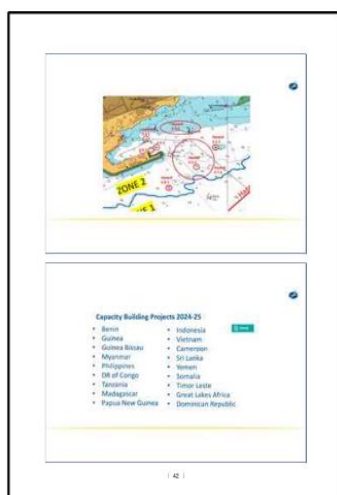 ZONE 2
Capacity Building Projects 2024-25
• Benin
• Guinea
• Guinea Bissau
• Myanmar
• Philippines
• DR of Congo
• Tanzania
• Madagascar
• Papua New Guinea
• Indonesia
• Vietnam
• Cameroon
• Sri Lanka
• Yemen
• Somalia
• Timor Leste
• Great Lakes Africa
• Dominican Republic
| 42 |